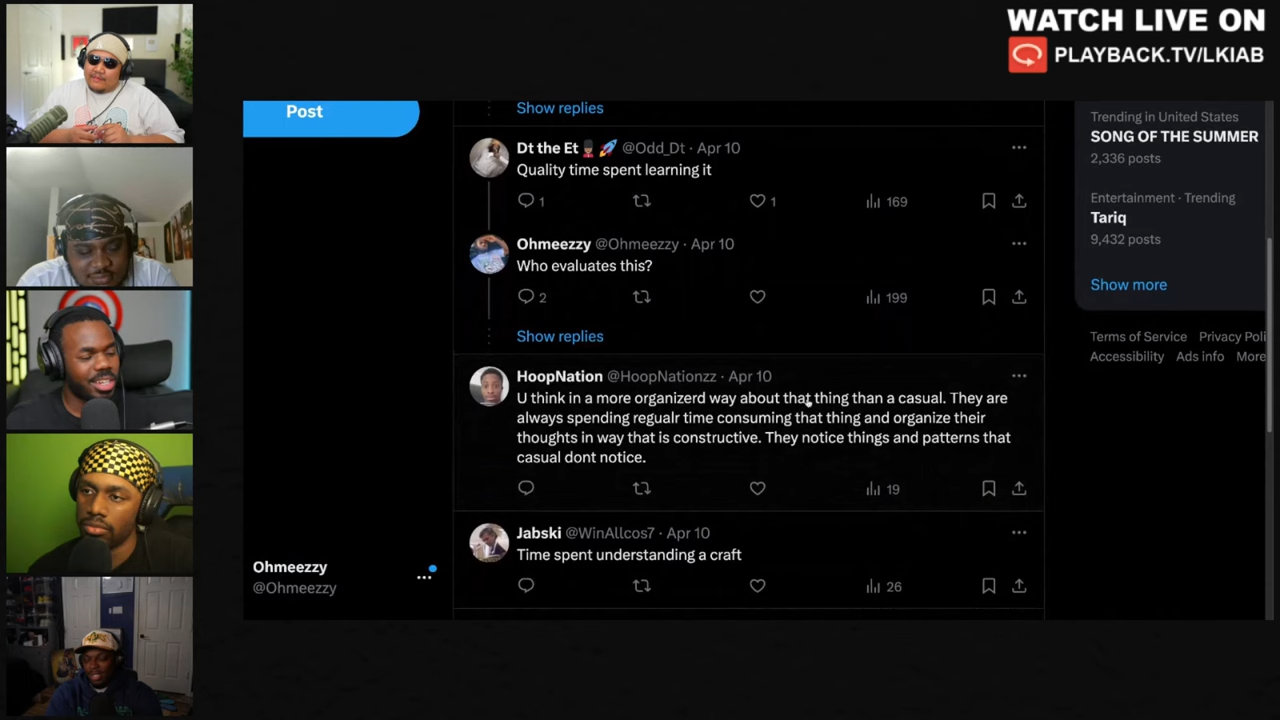 WATCH LIVE ON
PLAYBACK.TV/LKIAB
Post
Show replies
Dt the Et @Odd_Dt · Apr 10
Quality time spent learning it
1
1
169
Ohmeezzy @Ohmeezzy · Apr 10
Who evaluates this?
2
199
Show replies
HoopNation @HoopNationzz · Apr 10
U think in a more organizerd way about that thing than a casual. They are
always spending regualr time consuming that thing and organize their
thoughts in way that is constructive. They notice things and patterns that
casual dont notice.
19
Jabski @WinAllcos7 · Apr 10
Time spent understanding a craft
26
Trending in United States
SONG OF THE SUMMER
2,336 posts
Entertainment · Trending
Tariq
9,432 posts
Show more
Terms of Service Privacy Poli
Accessibility Ads info More
Ohmeezzy
@Ohmeezzy